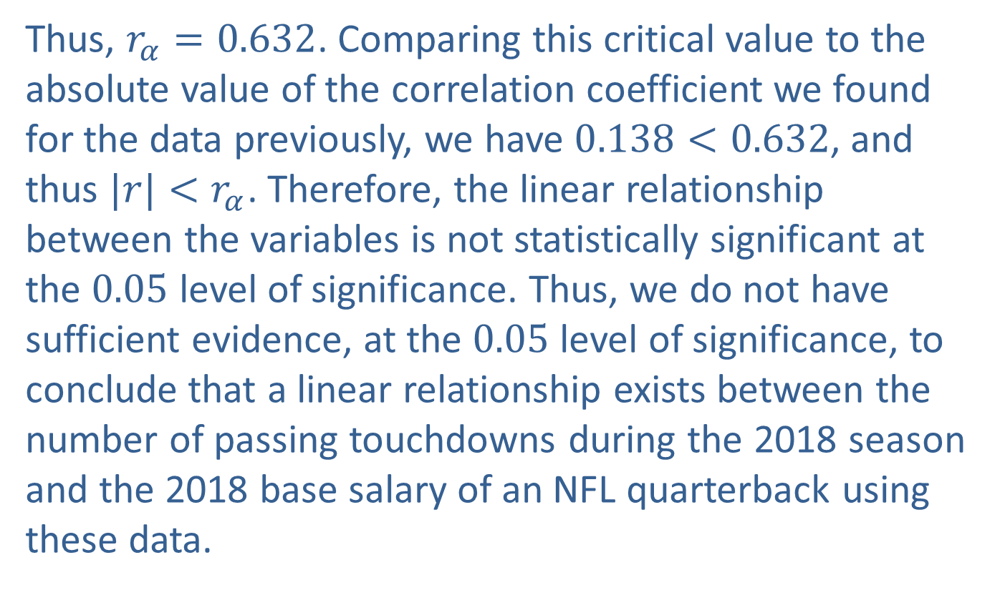 Thus, r_α = 0.632. Comparing this critical value to the
absolute value of the correlation coefficient we found
for the data previously, we have 0.138 < 0.632, and
thus |r| < r_α. Therefore, the linear relationship
between the variables is not statistically significant at
the 0.05 level of significance. Thus, we do not have
sufficient evidence, at the 0.05 level of significance, to
conclude that a linear relationship exists between the
number of passing touchdowns during the 2018 season
and the 2018 base salary of an NFL quarterback using
these data.